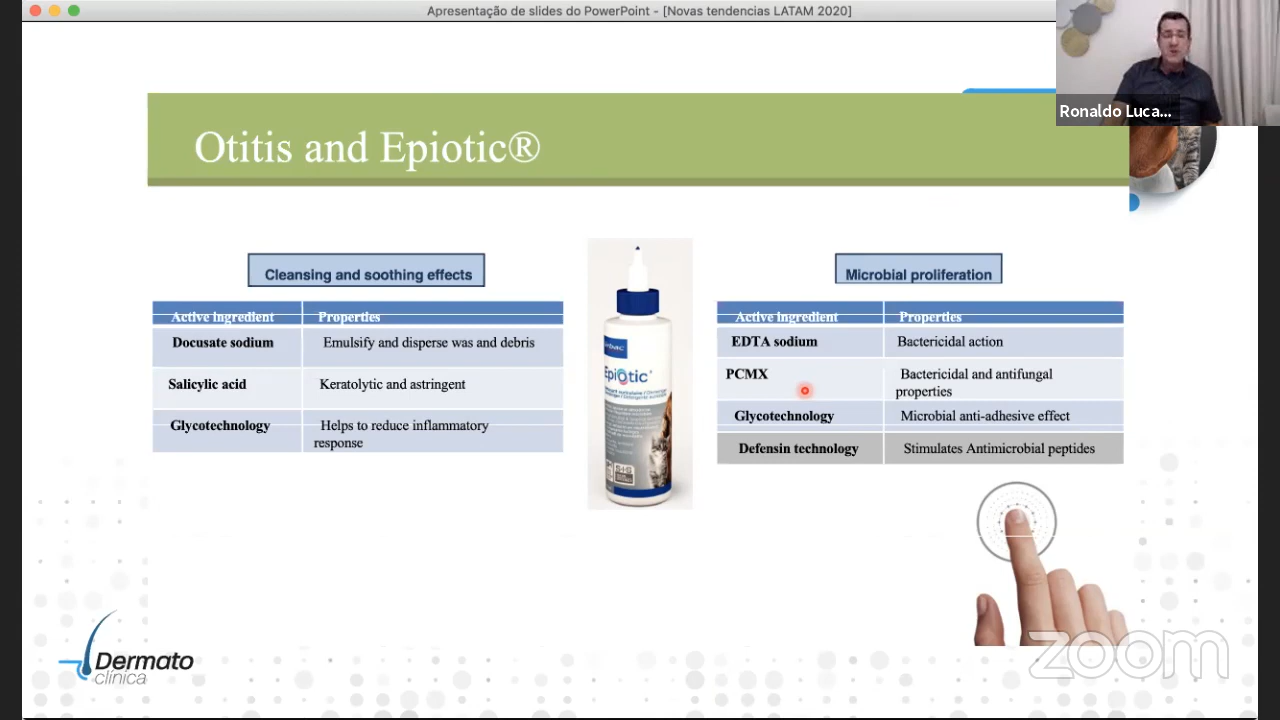 Apresentação de slides do PowerPoint - [Novas tendencias LATAM 2020]
Ronaldo Luca...
Otitis and Epiotic®
Cleansing and soothing effects
Active ingredient Properties
Docusate sodium Emulsify and disperse was and debris
Salicylic acid Keratolytic and astringent
Glycotechnology Helps to reduce inflammatory
response
Epiotic
Microbial proliferation
Active ingredient Properties
EDTA sodium Bactericidal action
PCMX Bactericidal and antifungal
properties
Glycotechnology Microbial anti-adhesive effect
Defensin technology Stimulates Antimicrobial peptides
Dermato
clínica
zoom